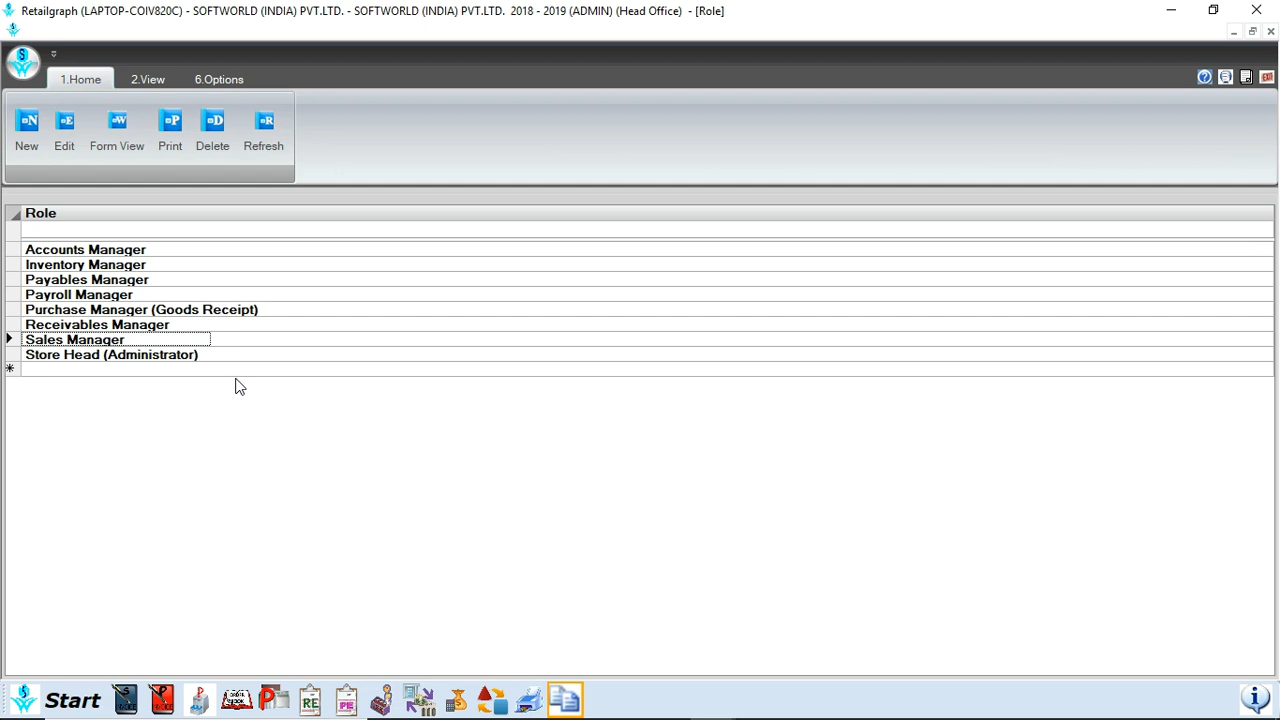 Retailgraph (LAPTOP-COIV820C) - SOFTWORLD (INDIA) PVT.LTD. - SOFTWORLD (INDIA) PVT.LTD.  2018 - 2019 (ADMIN) (Head Office)  - [Role]
1.Home 2.View 6.Options
New Edit Form View Print Delete Refresh
Role
Accounts Manager
Inventory Manager
Payables Manager
Payroll Manager
Purchase Manager (Goods Receipt)
Receivables Manager
Sales Manager
Store Head (Administrator)
Start